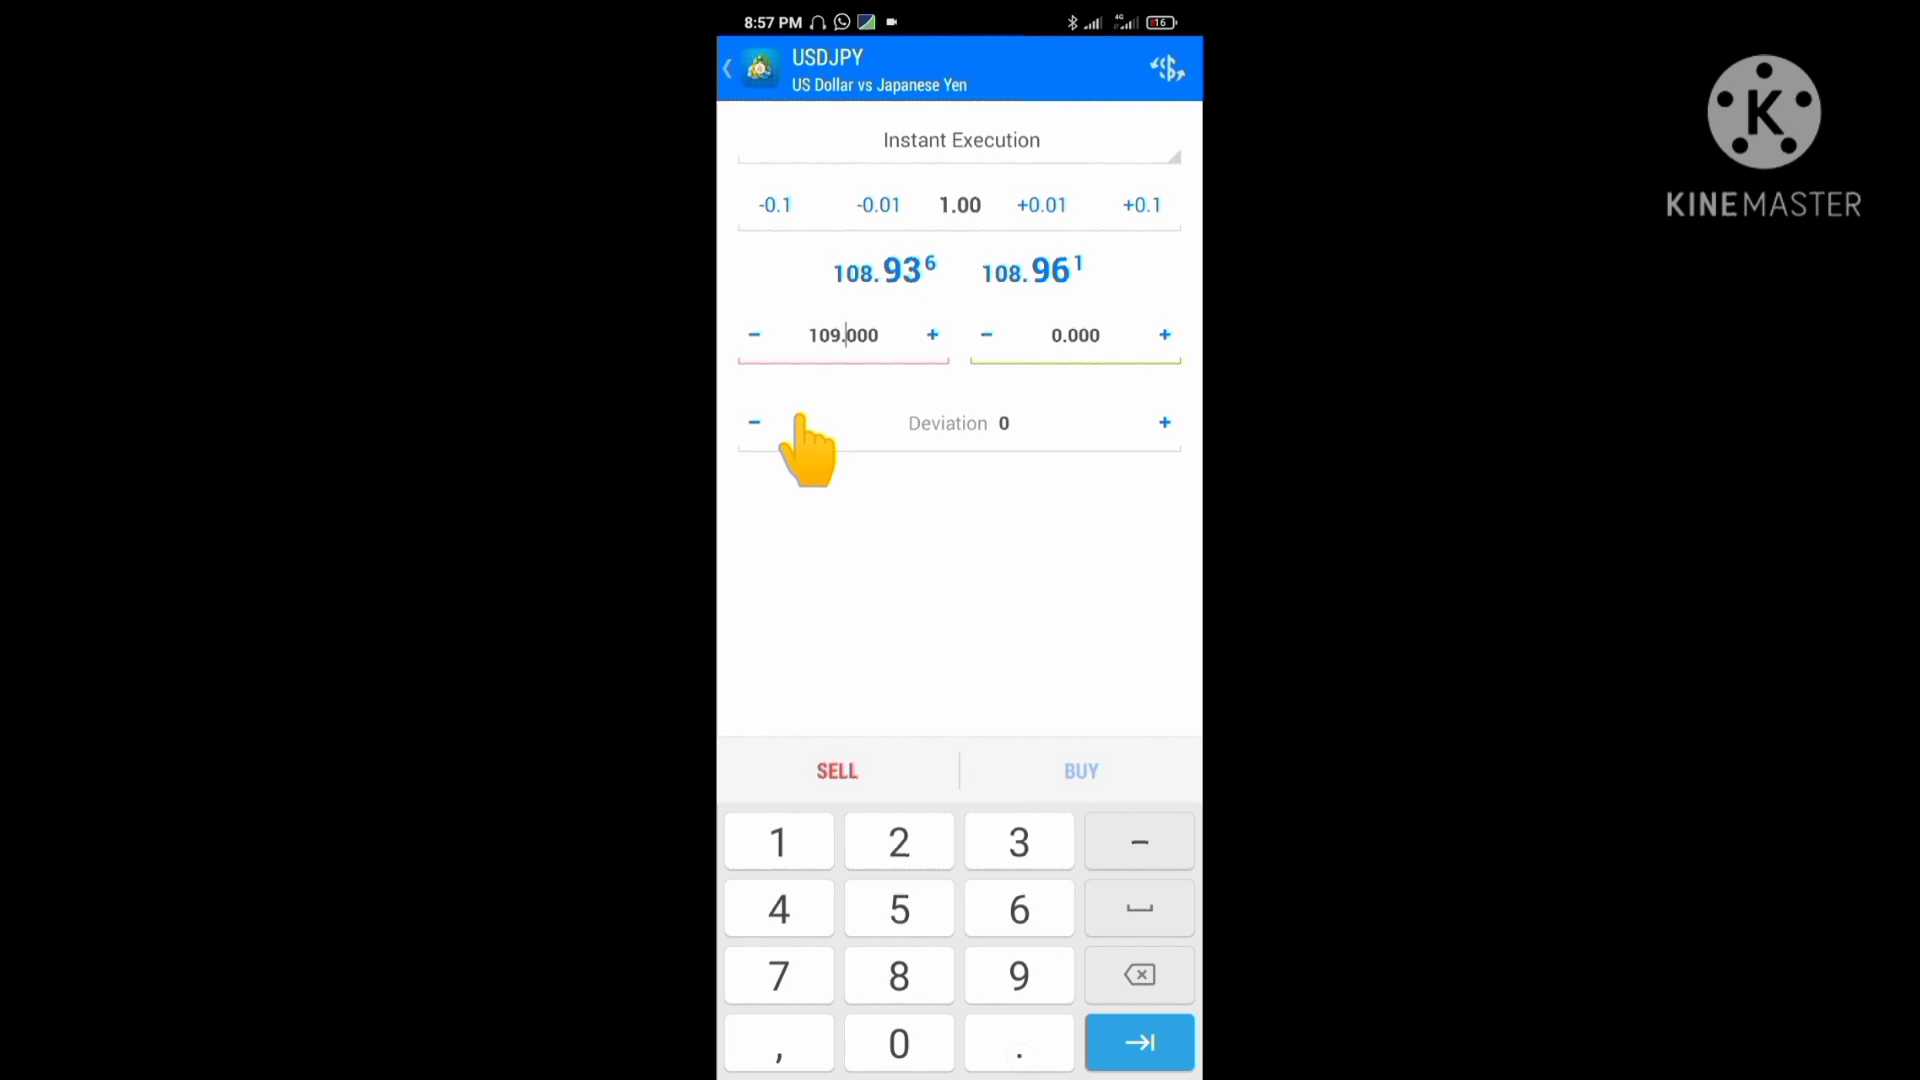 8:57 PM
4G
16
USDJPY
US Dollar vs Japanese Yen
K
KINEMASTER
Instant Execution
-0.1 -0.01 1.00 +0.01 +0.1
108.936 108.961
- 109.000 + - 0.000 +
- Deviation 0 +
SELL BUY
1 2 3 -
4 5 6
7 8 9
, 0 .